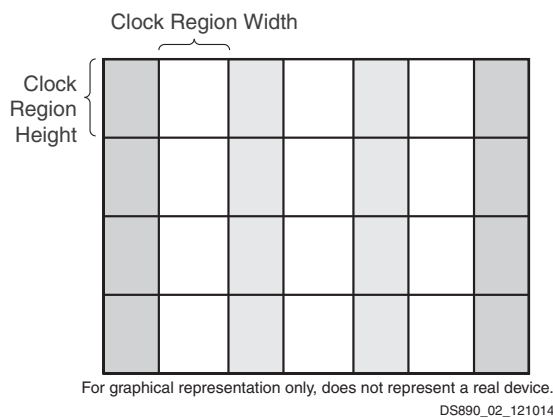 Clock Region Width
Clock
Region
Height
For graphical representation only, does not represent a real device.
DS890_02_121014